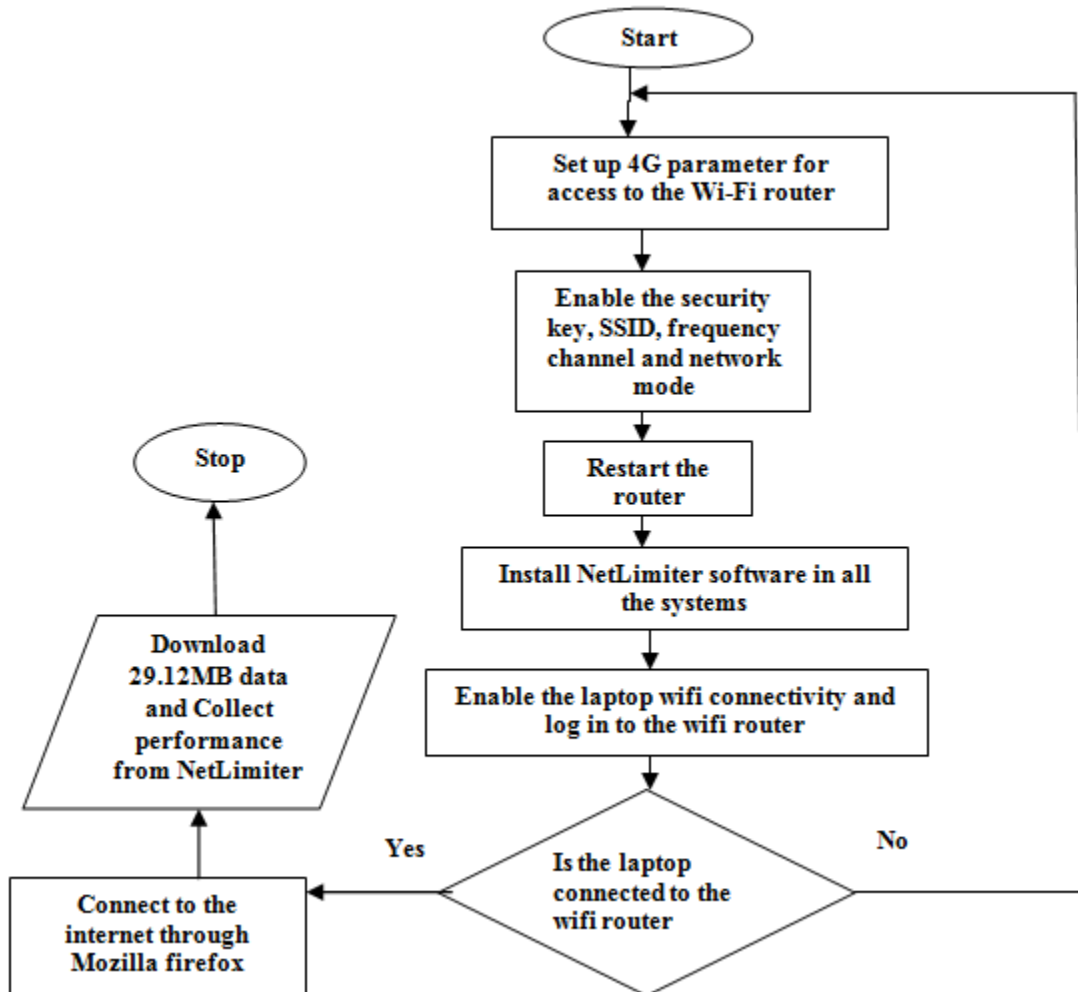 Start
Set up 4G parameter for
access to the Wi-Fi router
Enable the security
key, SSID, frequency
channel and network
mode
Restart the
router
Install NetLimiter software in all
the systems
Enable the laptop wifi connectivity and
log in to the wifi router
Is the laptop
connected to the
wifi router
No
Yes
Connect to the
internet through
Mozilla firefox
Download
29.12MB data
and Collect
performance
from NetLimiter
Stop